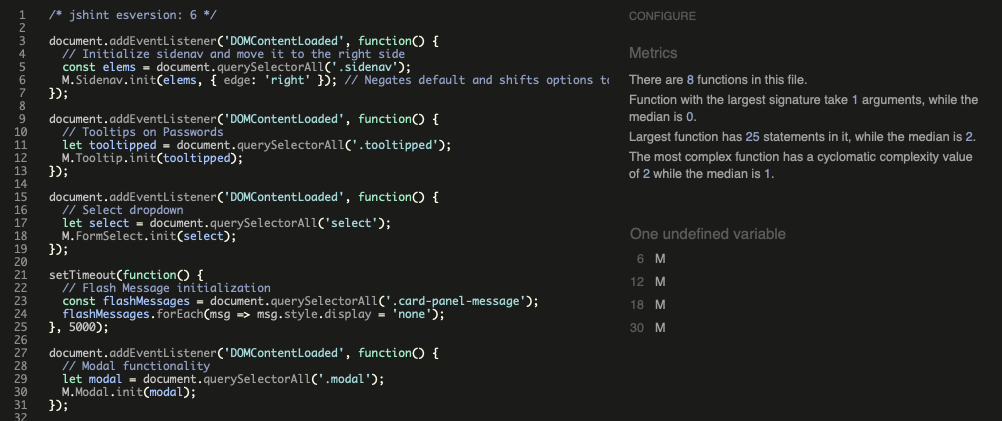 1 /* jshint esversion: 6 */
2
3 document.addEventListener('DOMContentLoaded', function() {
4 // Initialize sidenav and move it to the right side
5 const elems = document.querySelectorAll('.sidenav');
6 M.Sidenav.init(elems, { edge: 'right' }); // Negates default and shifts options to
7 });
8
9 document.addEventListener('DOMContentLoaded', function() {
10 // Tooltips on Passwords
11 let tooltipped = document.querySelectorAll('.tooltipped');
12 M.Tooltip.init(tooltipped);
13 });
14
15 document.addEventListener('DOMContentLoaded', function() {
16 // Select dropdown
17 let select = document.querySelectorAll('select');
18 M.FormSelect.init(select);
19 });
20
21 setTimeout(function() {
22 // Flash Message initialization
23 const flashMessages = document.querySelectorAll('.card-panel-message');
24 flashMessages.forEach(msg => msg.style.display = 'none');
25 }, 5000);
26
27 document.addEventListener('DOMContentLoaded', function() {
28 // Modal functionality
29 let modal = document.querySelectorAll('.modal');
30 M.Modal.init(modal);
31 });
32
CONFIGURE
Metrics
There are 8 functions in this file.
Function with the largest signature take 1 arguments, while the
median is 0.
Largest function has 25 statements in it, while the median is 2.
The most complex function has a cyclomatic complexity value
of 2 while the median is 1.
One undefined variable
6 M
12 M
18 M
30 M